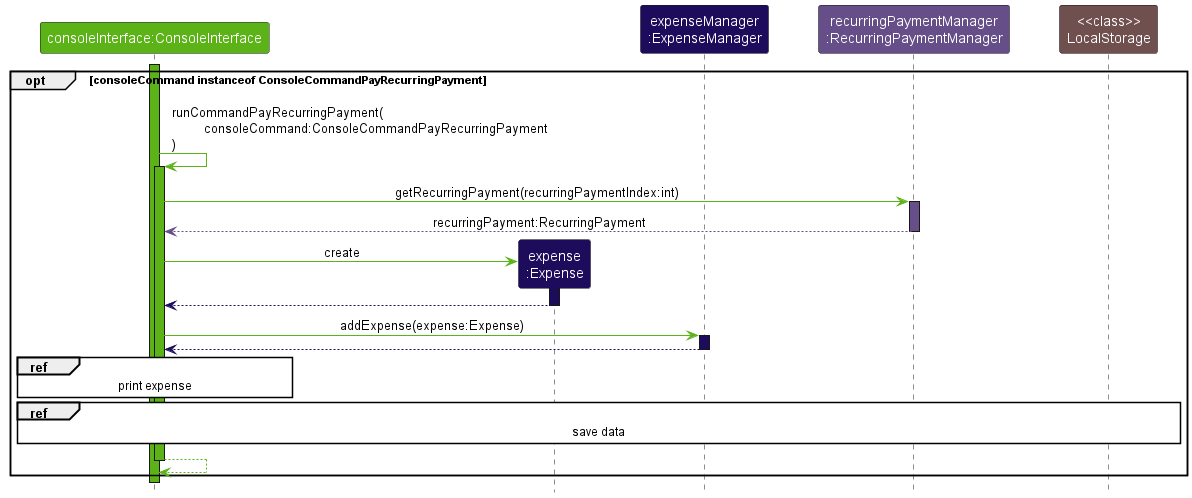 consoleInterface:ConsoleInterface
expenseManager
:ExpenseManager
recurringPaymentManager
:RecurringPaymentManager
<<class>>
LocalStorage
opt
[consoleCommand instanceof ConsoleCommandPayRecurringPayment]
runCommandPayRecurringPayment(
consoleCommand:ConsoleCommandPayRecurringPayment
)
getRecurringPayment(recurringPaymentIndex:int)
recurringPayment:RecurringPayment
create
expense
:Expense
addExpense(expense:Expense)
ref
print expense
ref
save data